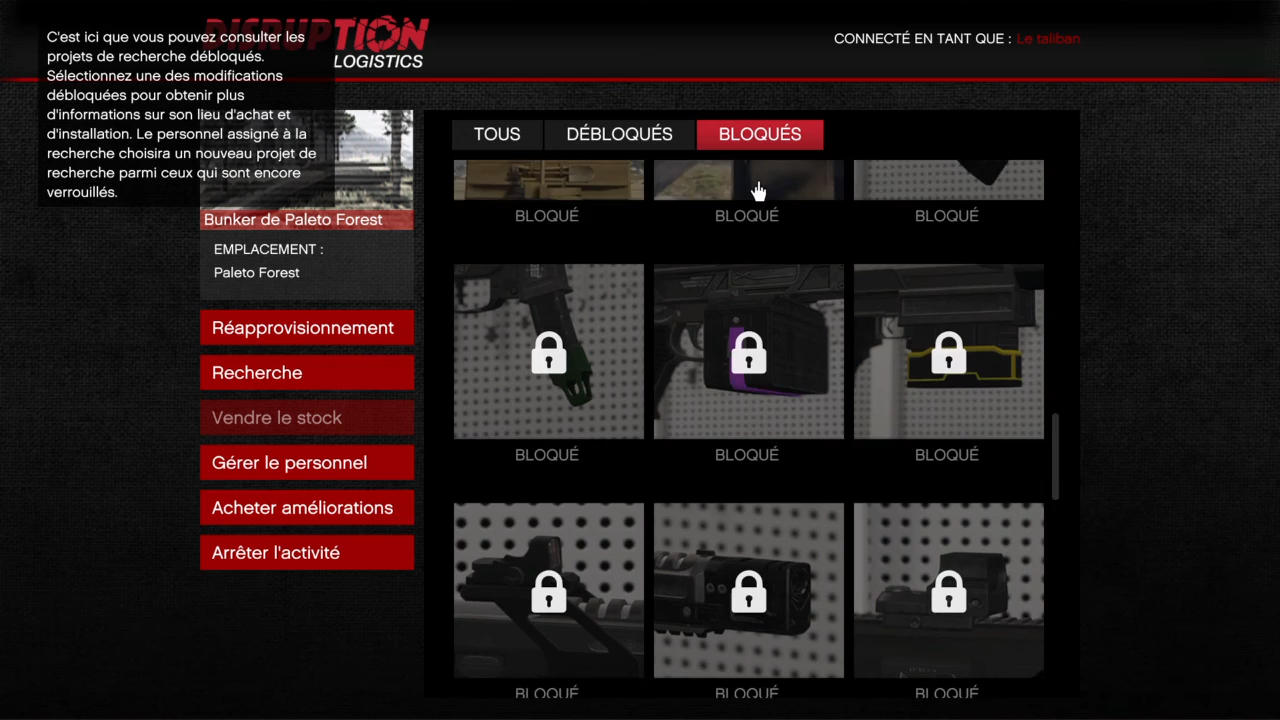 C'est ici que vous pouvez consulter les
projets de recherche débloqués.
Sélectionnez une des modifications
débloquées pour obtenir plus
d'informations sur son lieu d'achat et
d'installation. Le personnel assigné à la
recherche choisira un nouveau projet de
recherche parmi ceux qui sont encore
verrouillés.
DISRUPTION
LOGISTICS
CONNECTÉ EN TANT QUE : Le taliban
Bunker de Paleto Forest
EMPLACEMENT :
Paleto Forest
Réapprovisionnement
Recherche
Vendre le stock
Gérer le personnel
Acheter améliorations
Arrêter l'activité
TOUS DÉBLOQUÉS BLOQUÉS
BLOQUÉ BLOQUÉ BLOQUÉ
BLOQUÉ BLOQUÉ BLOQUÉ
BLOQUÉ BLOQUÉ BLOQUÉ